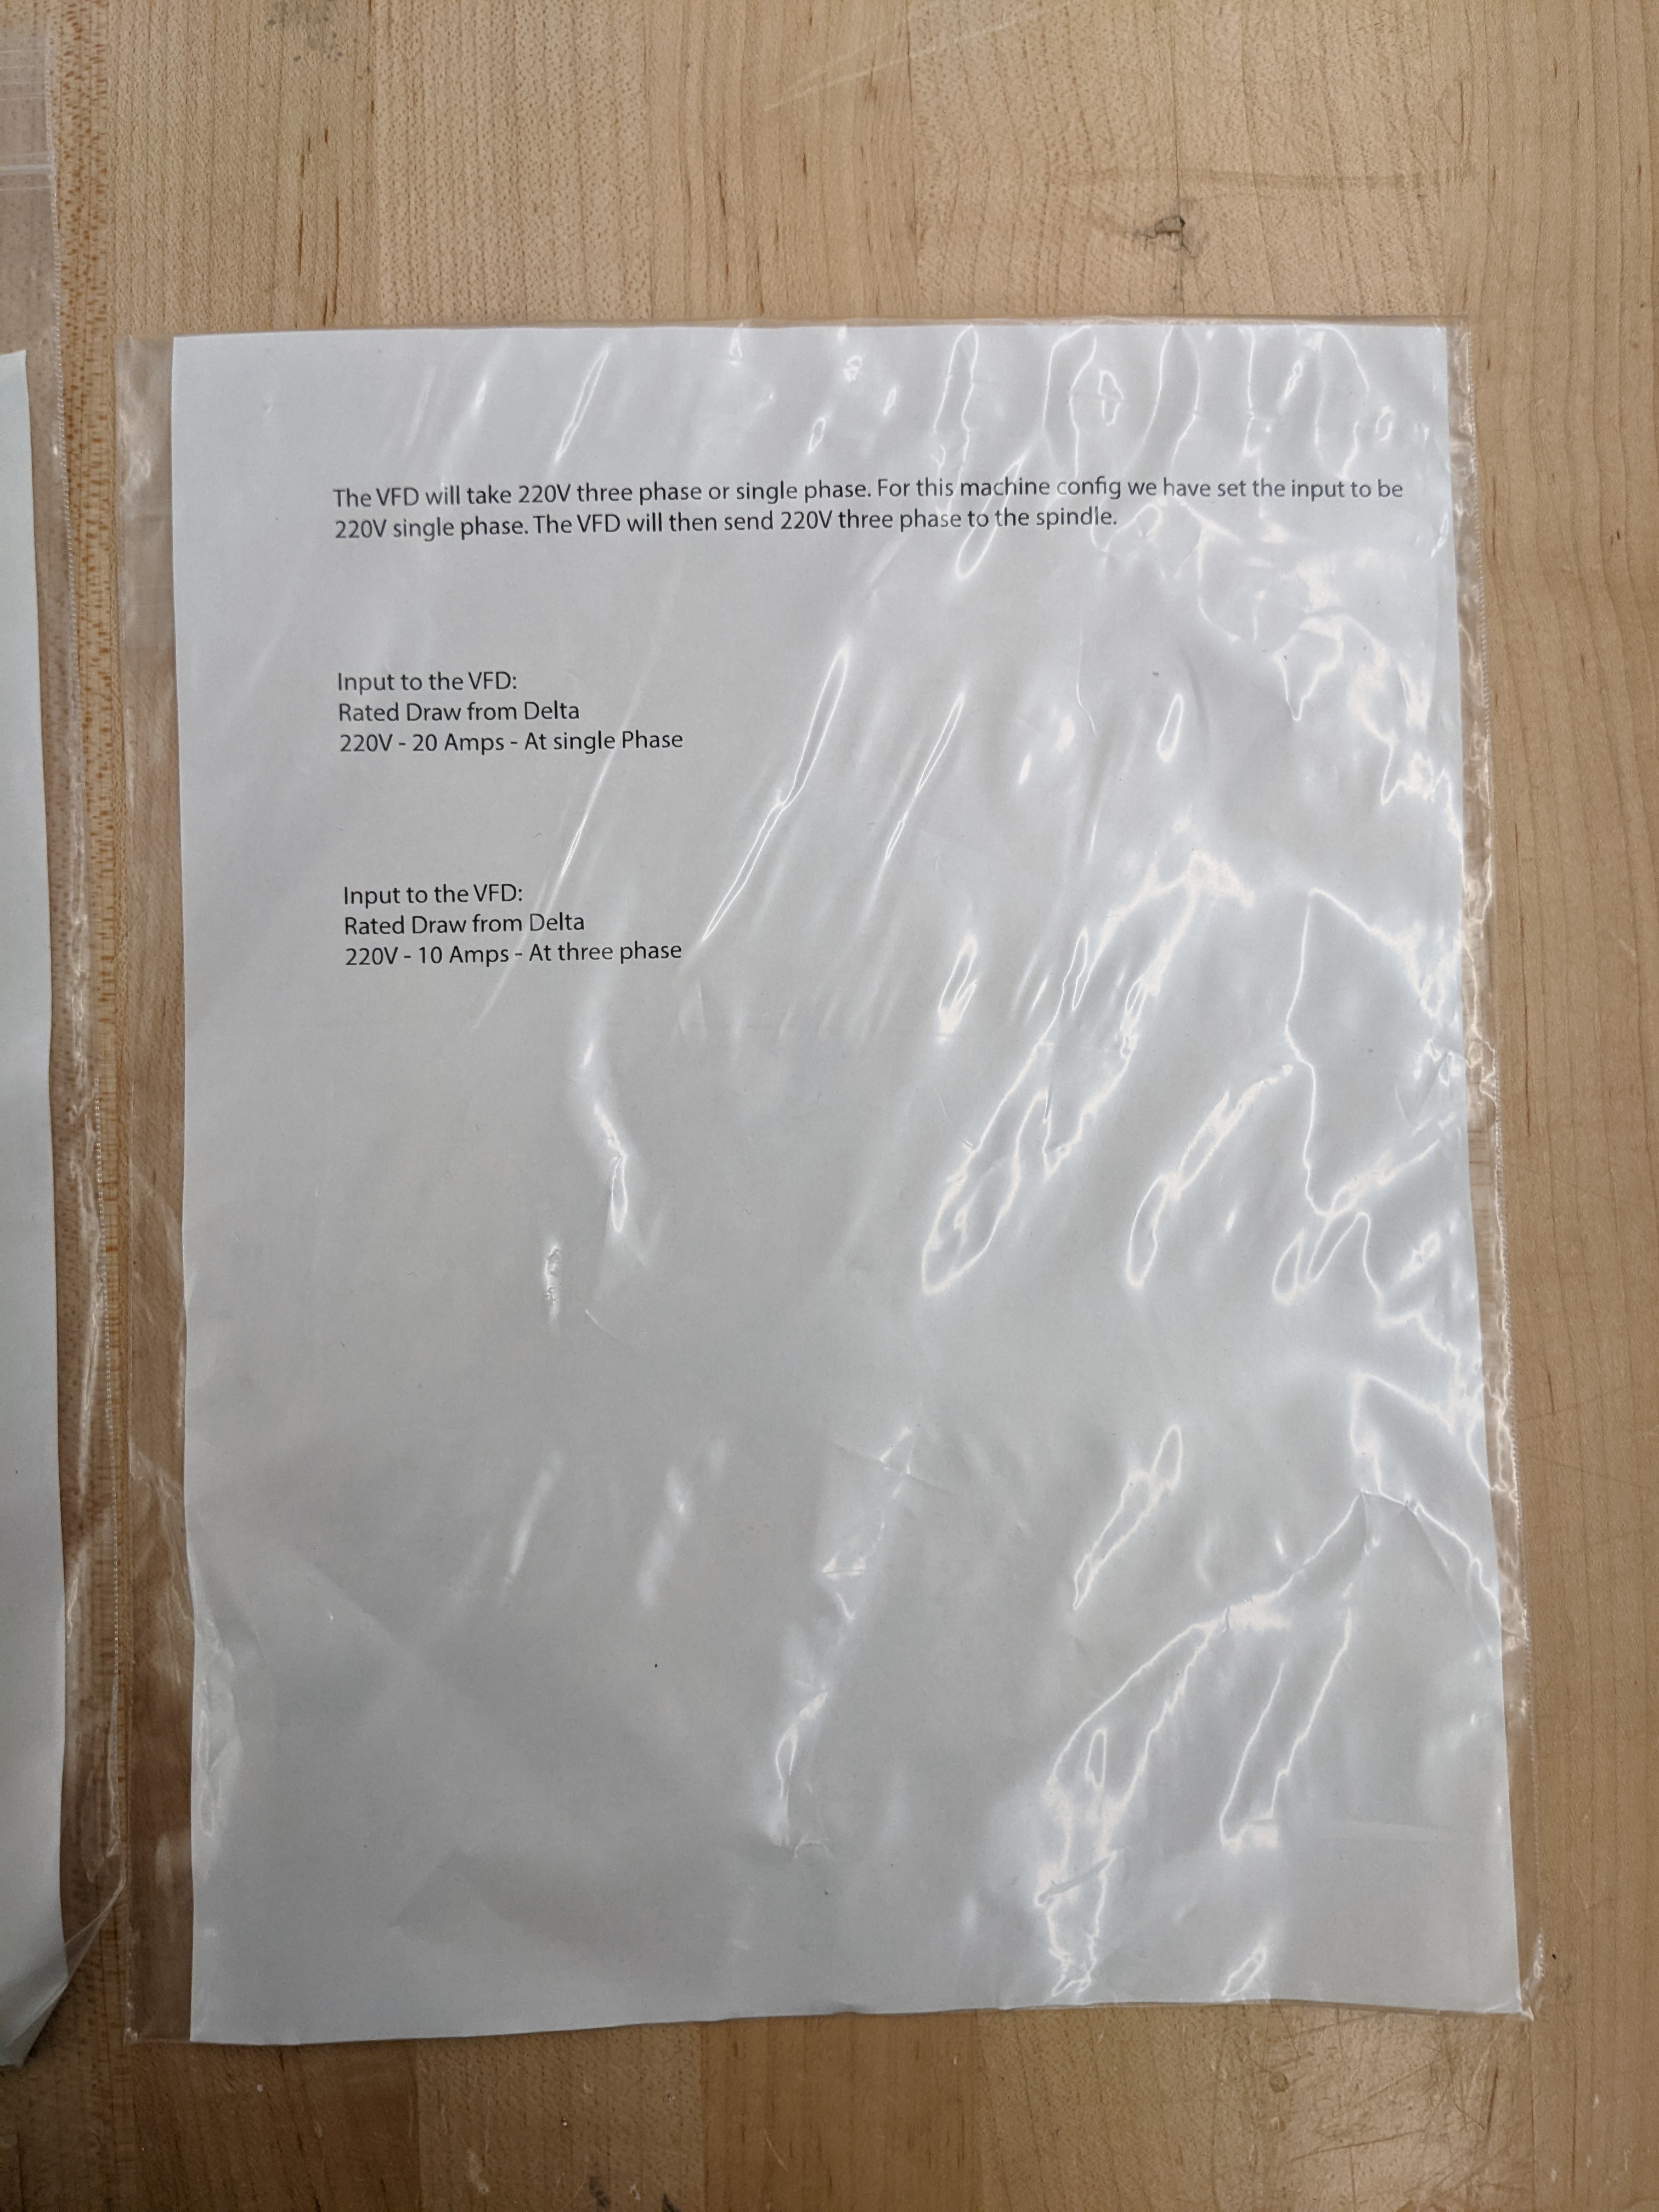 The VFD will take 220V three phase or single phase. For this machine config we have set the input to be
220V single phase. The VFD will then send 220V three phase to the spindle.
Input to the VFD:
Rated Draw from Delta
220V - 20 Amps - At single Phase
Input to the VFD:
Rated Draw from Delta
220V - 10 Amps - At three phase